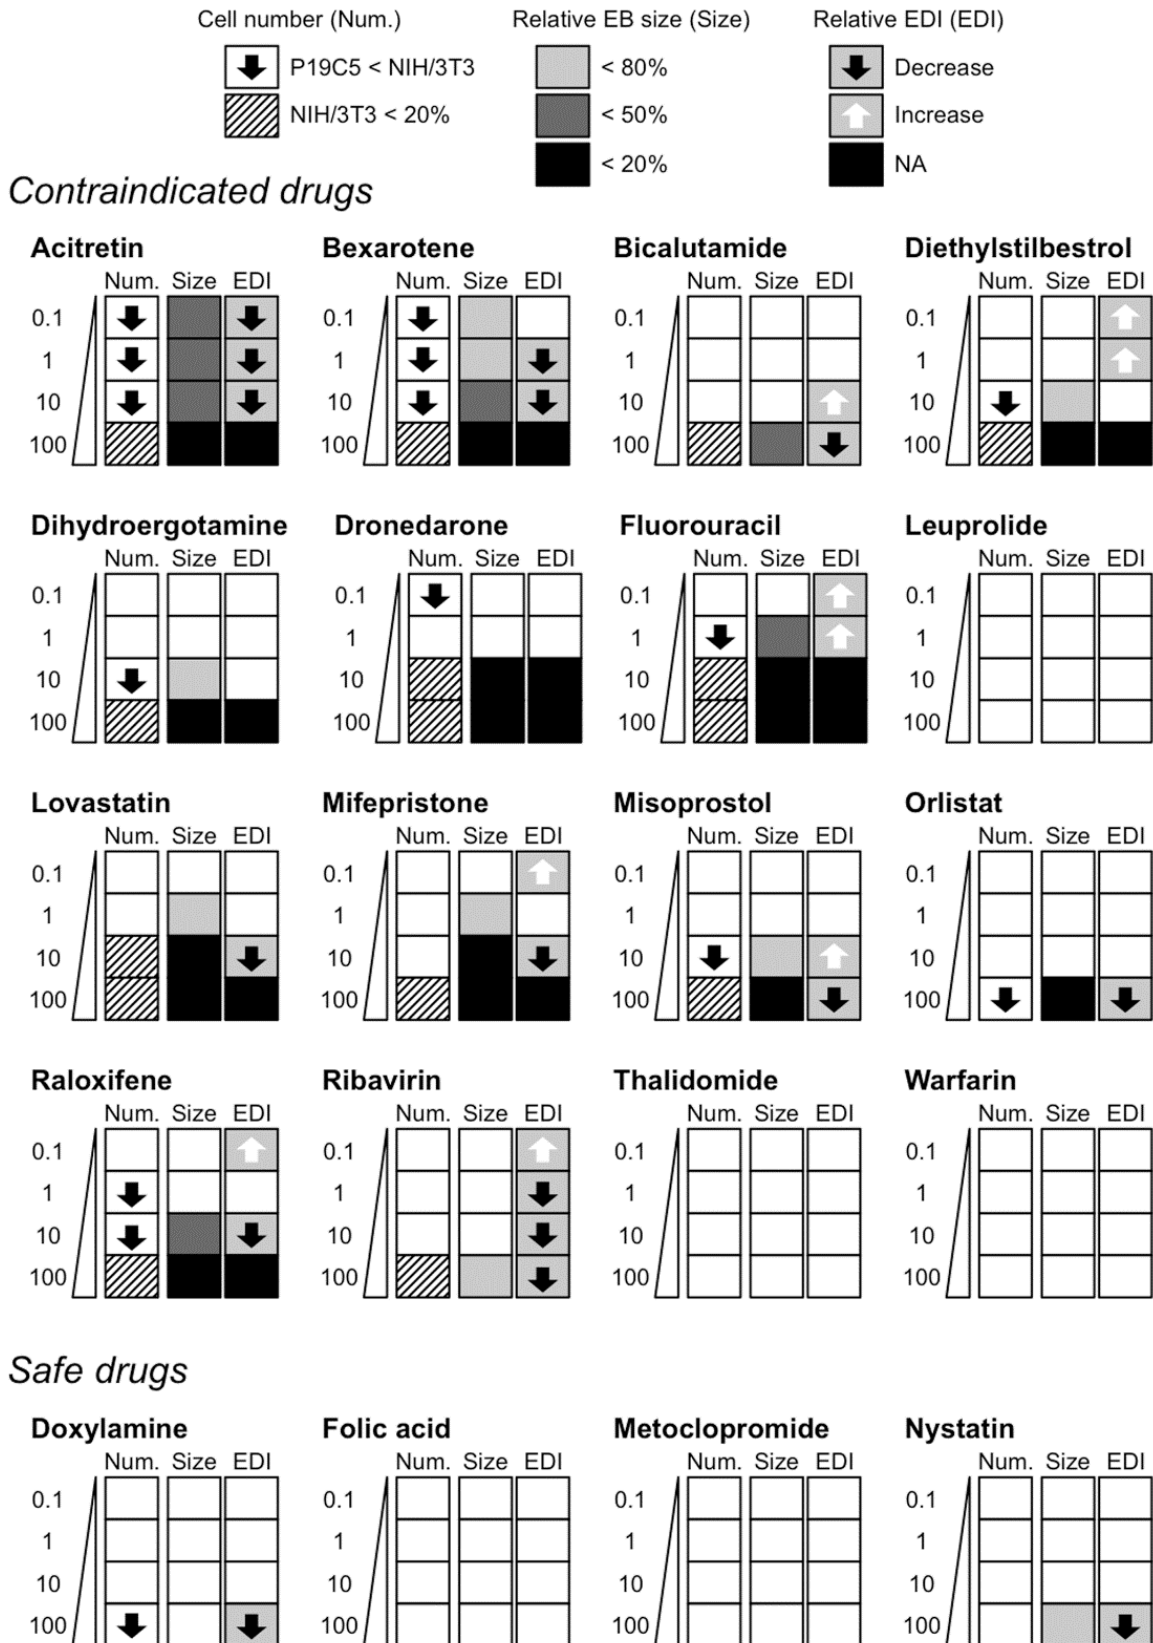 Cell number (Num.) Relative EB size (Size) Relative EDI (EDI)
P19C5 < NIH/3T3 < 80% Decrease
NIH/3T3 < 20% < 50% Increase
< 20% NA
Contraindicated drugs
Acitretin Bexarotene Bicalutamide Diethylstilbestrol
Num. Size EDI Num. Size EDI Num. Size EDI Num. Size EDI
0.1 0.1 0.1 0.1
1 1 1 1
10 10 10 10
100 100 100 100
Dihydroergotamine Dronedarone Fluorouracil Leuprolide
Num. Size EDI Num. Size EDI Num. Size EDI Num. Size EDI
0.1 0.1 0.1 0.1
1 1 1 1
10 10 10 10
100 100 100 100
Lovastatin Mifepristone Misoprostol Orlistat
Num. Size EDI Num. Size EDI Num. Size EDI Num. Size EDI
0.1 0.1 0.1 0.1
1 1 1 1
10 10 10 10
100 100 100 100
Raloxifene Ribavirin Thalidomide Warfarin
Num. Size EDI Num. Size EDI Num. Size EDI Num. Size EDI
0.1 0.1 0.1 0.1
1 1 1 1
10 10 10 10
100 100 100 100
Safe drugs
Doxylamine Folic acid Metoclopromide Nystatin
Num. Size EDI Num. Size EDI Num. Size EDI Num. Size EDI
0.1 0.1 0.1 0.1
1 1 1 1
10 10 10 10
100 100 100 100